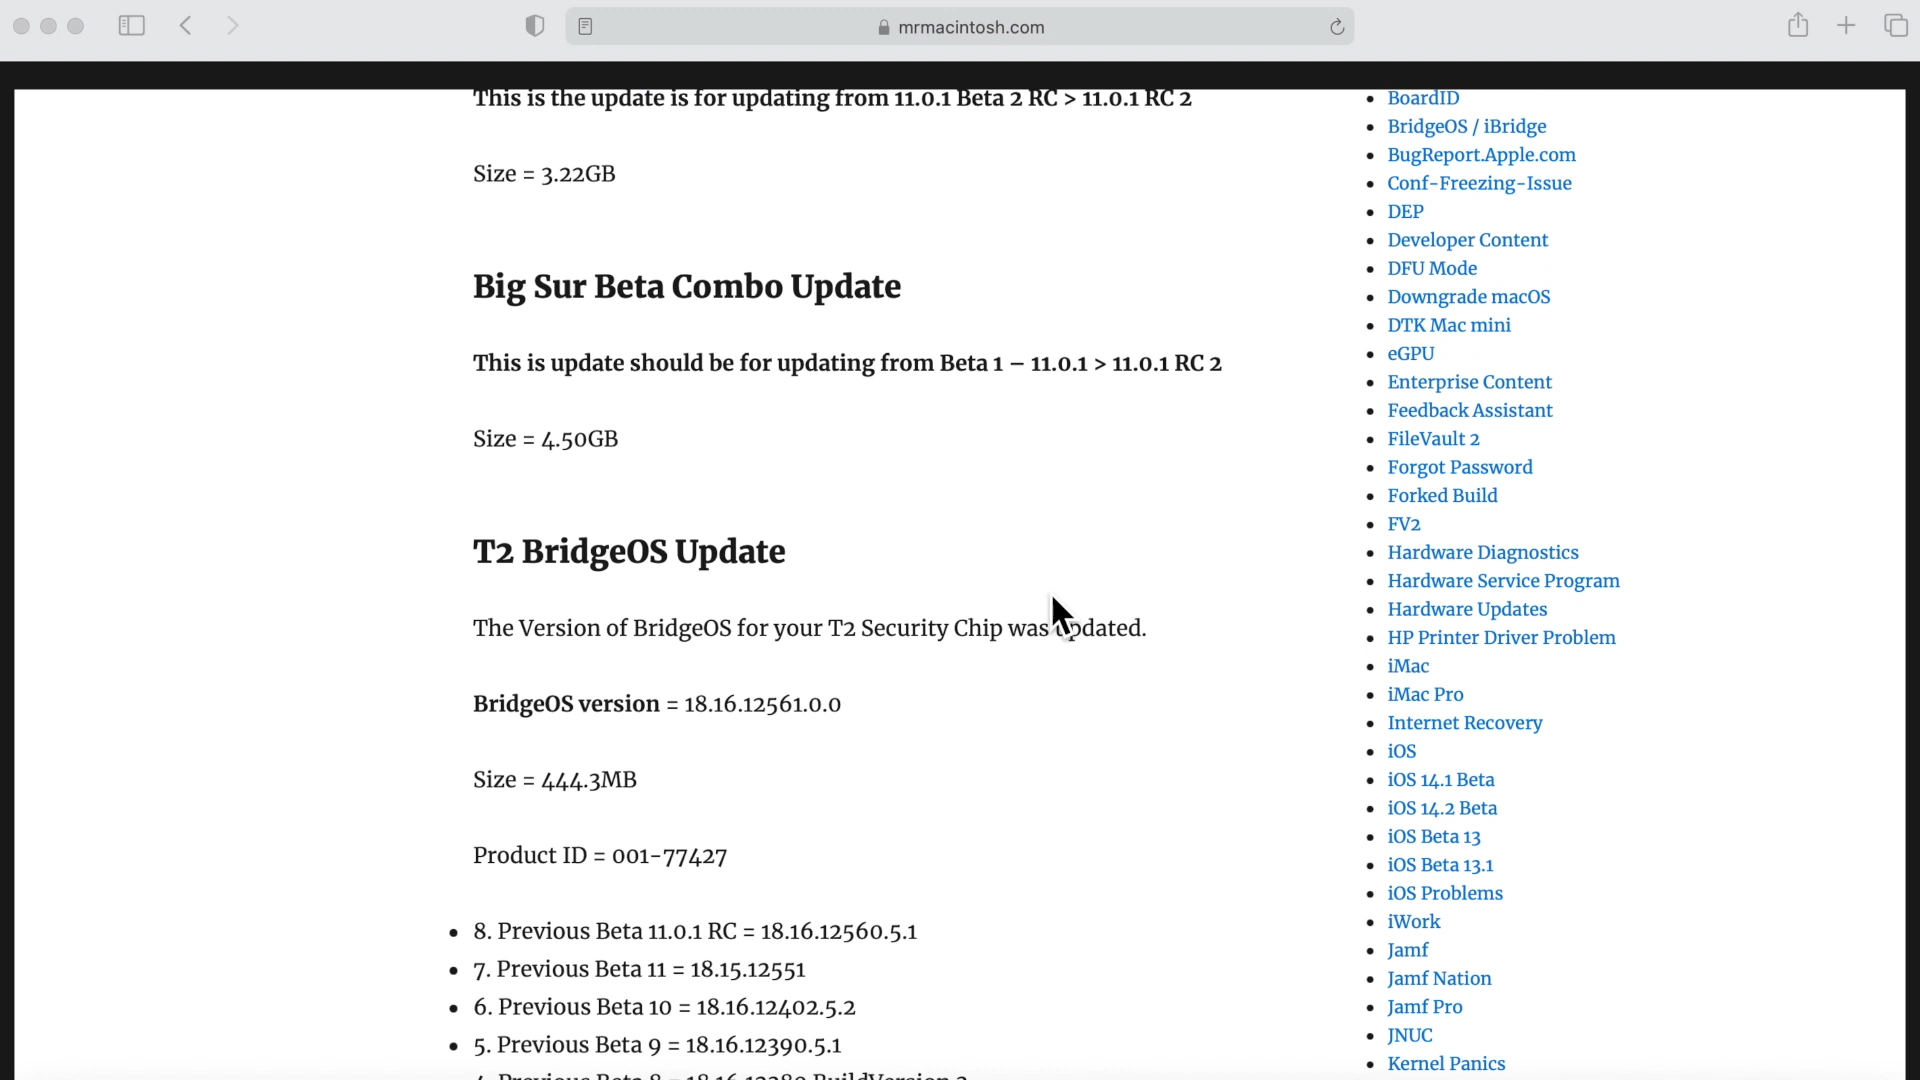 mrmacintosh.com
This is the update is for updating from 11.0.1 Beta 2 RC > 11.0.1 RC 2
Size = 3.22GB
Big Sur Beta Combo Update
This is update should be for updating from Beta 1 – 11.0.1 > 11.0.1 RC 2
Size = 4.50GB
T2 BridgeOS Update
The Version of BridgeOS for your T2 Security Chip was updated.
BridgeOS version = 18.16.12561.0.0
Size = 444.3MB
Product ID = 001-77427
8. Previous Beta 11.0.1 RC = 18.16.12560.5.1
7. Previous Beta 11 = 18.15.12551
6. Previous Beta 10 = 18.16.12402.5.2
5. Previous Beta 9 = 18.16.12390.5.1
4. Previous Beta 8 = 18.16.12380 BuildVersion 2
BoardID
BridgeOS / iBridge
BugReport.Apple.com
Conf-Freezing-Issue
DEP
Developer Content
DFU Mode
Downgrade macOS
DTK Mac mini
eGPU
Enterprise Content
Feedback Assistant
FileVault 2
Forgot Password
Forked Build
FV2
Hardware Diagnostics
Hardware Service Program
Hardware Updates
HP Printer Driver Problem
iMac
iMac Pro
Internet Recovery
iOS
iOS 14.1 Beta
iOS 14.2 Beta
iOS Beta 13
iOS Beta 13.1
iOS Problems
iWork
Jamf
Jamf Nation
Jamf Pro
JNUC
Kernel Panics